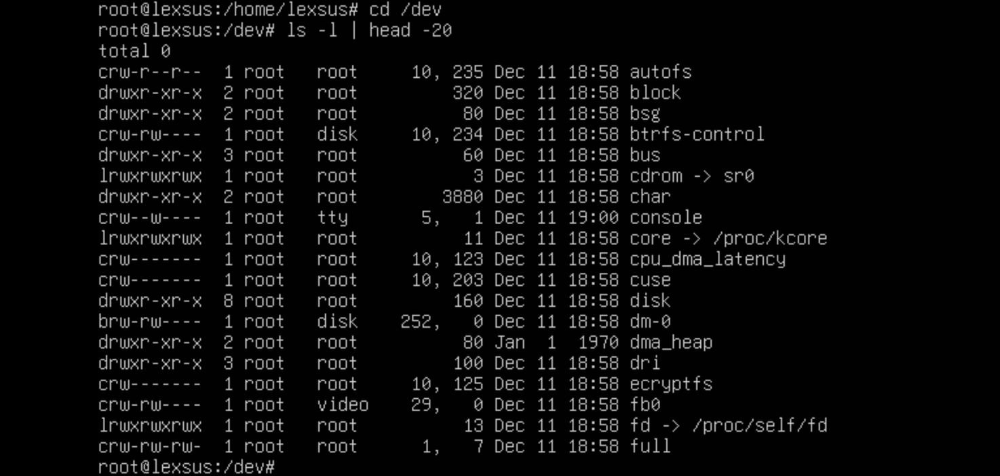 root@lexsus:/home/lexsus# cd /dev
root@lexsus:/dev# ls -l | head -20
total 0
crw-r--r--  1 root   root     10, 235 Dec 11 18:58 autofs
drwxr-xr-x  2 root   root         320 Dec 11 18:58 block
drwxr-xr-x  2 root   root          80 Dec 11 18:58 bsg
crw-rw----  1 root   disk     10, 234 Dec 11 18:58 btrfs-control
drwxr-xr-x  3 root   root          60 Dec 11 18:58 bus
lrwxrwxrwx  1 root   root           3 Dec 11 18:58 cdrom -> sr0
drwxr-xr-x  2 root   root        3880 Dec 11 18:58 char
crw--w----  1 root   tty       5,   1 Dec 11 19:00 console
lrwxrwxrwx  1 root   root          11 Dec 11 18:58 core -> /proc/kcore
crw-------  1 root   root     10, 123 Dec 11 18:58 cpu_dma_latency
crw-------  1 root   root     10, 203 Dec 11 18:58 cuse
drwxr-xr-x  8 root   root         160 Dec 11 18:58 disk
brw-rw----  1 root   disk    252,   0 Dec 11 18:58 dm-0
drwxr-xr-x  2 root   root          80 Jan  1  1970 dma_heap
drwxr-xr-x  3 root   root         100 Dec 11 18:58 dri
crw-------  1 root   root     10, 125 Dec 11 18:58 ecryptfs
crw-rw----  1 root   video    29,   0 Dec 11 18:58 fb0
lrwxrwxrwx  1 root   root          13 Dec 11 18:58 fd -> /proc/self/fd
crw-rw-rw-  1 root   root      1,   7 Dec 11 18:58 full
root@lexsus:/dev#